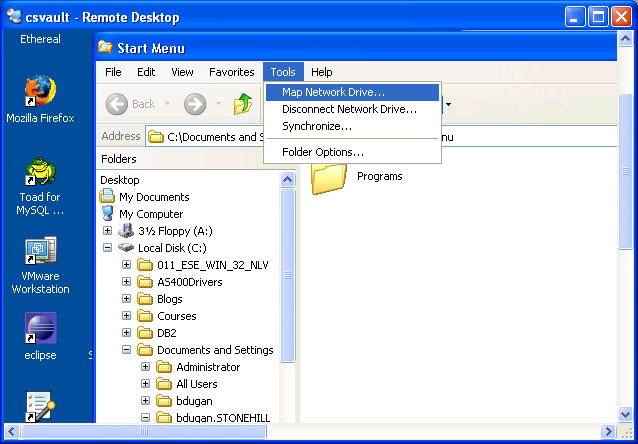 csvault - Remote Desktop
Ethereal
Mozilla Firefox
Toad for
MySQL ...
VMware
Workstation
eclipse
Start Menu
File Edit View Favorites Tools Help
Back
Map Network Drive...
Disconnect Network Drive...
Synchronize...
Folder Options...
Address C:\Documents and S nu
Folders
Desktop
My Documents
My Computer
3½ Floppy (A:)
Local Disk (C:)
011_ESE_WIN_32_NLV
AS400Drivers
Blogs
Courses
DB2
Documents and Settings
Administrator
All Users
bdugan
bdugan.STONEHILL
Programs